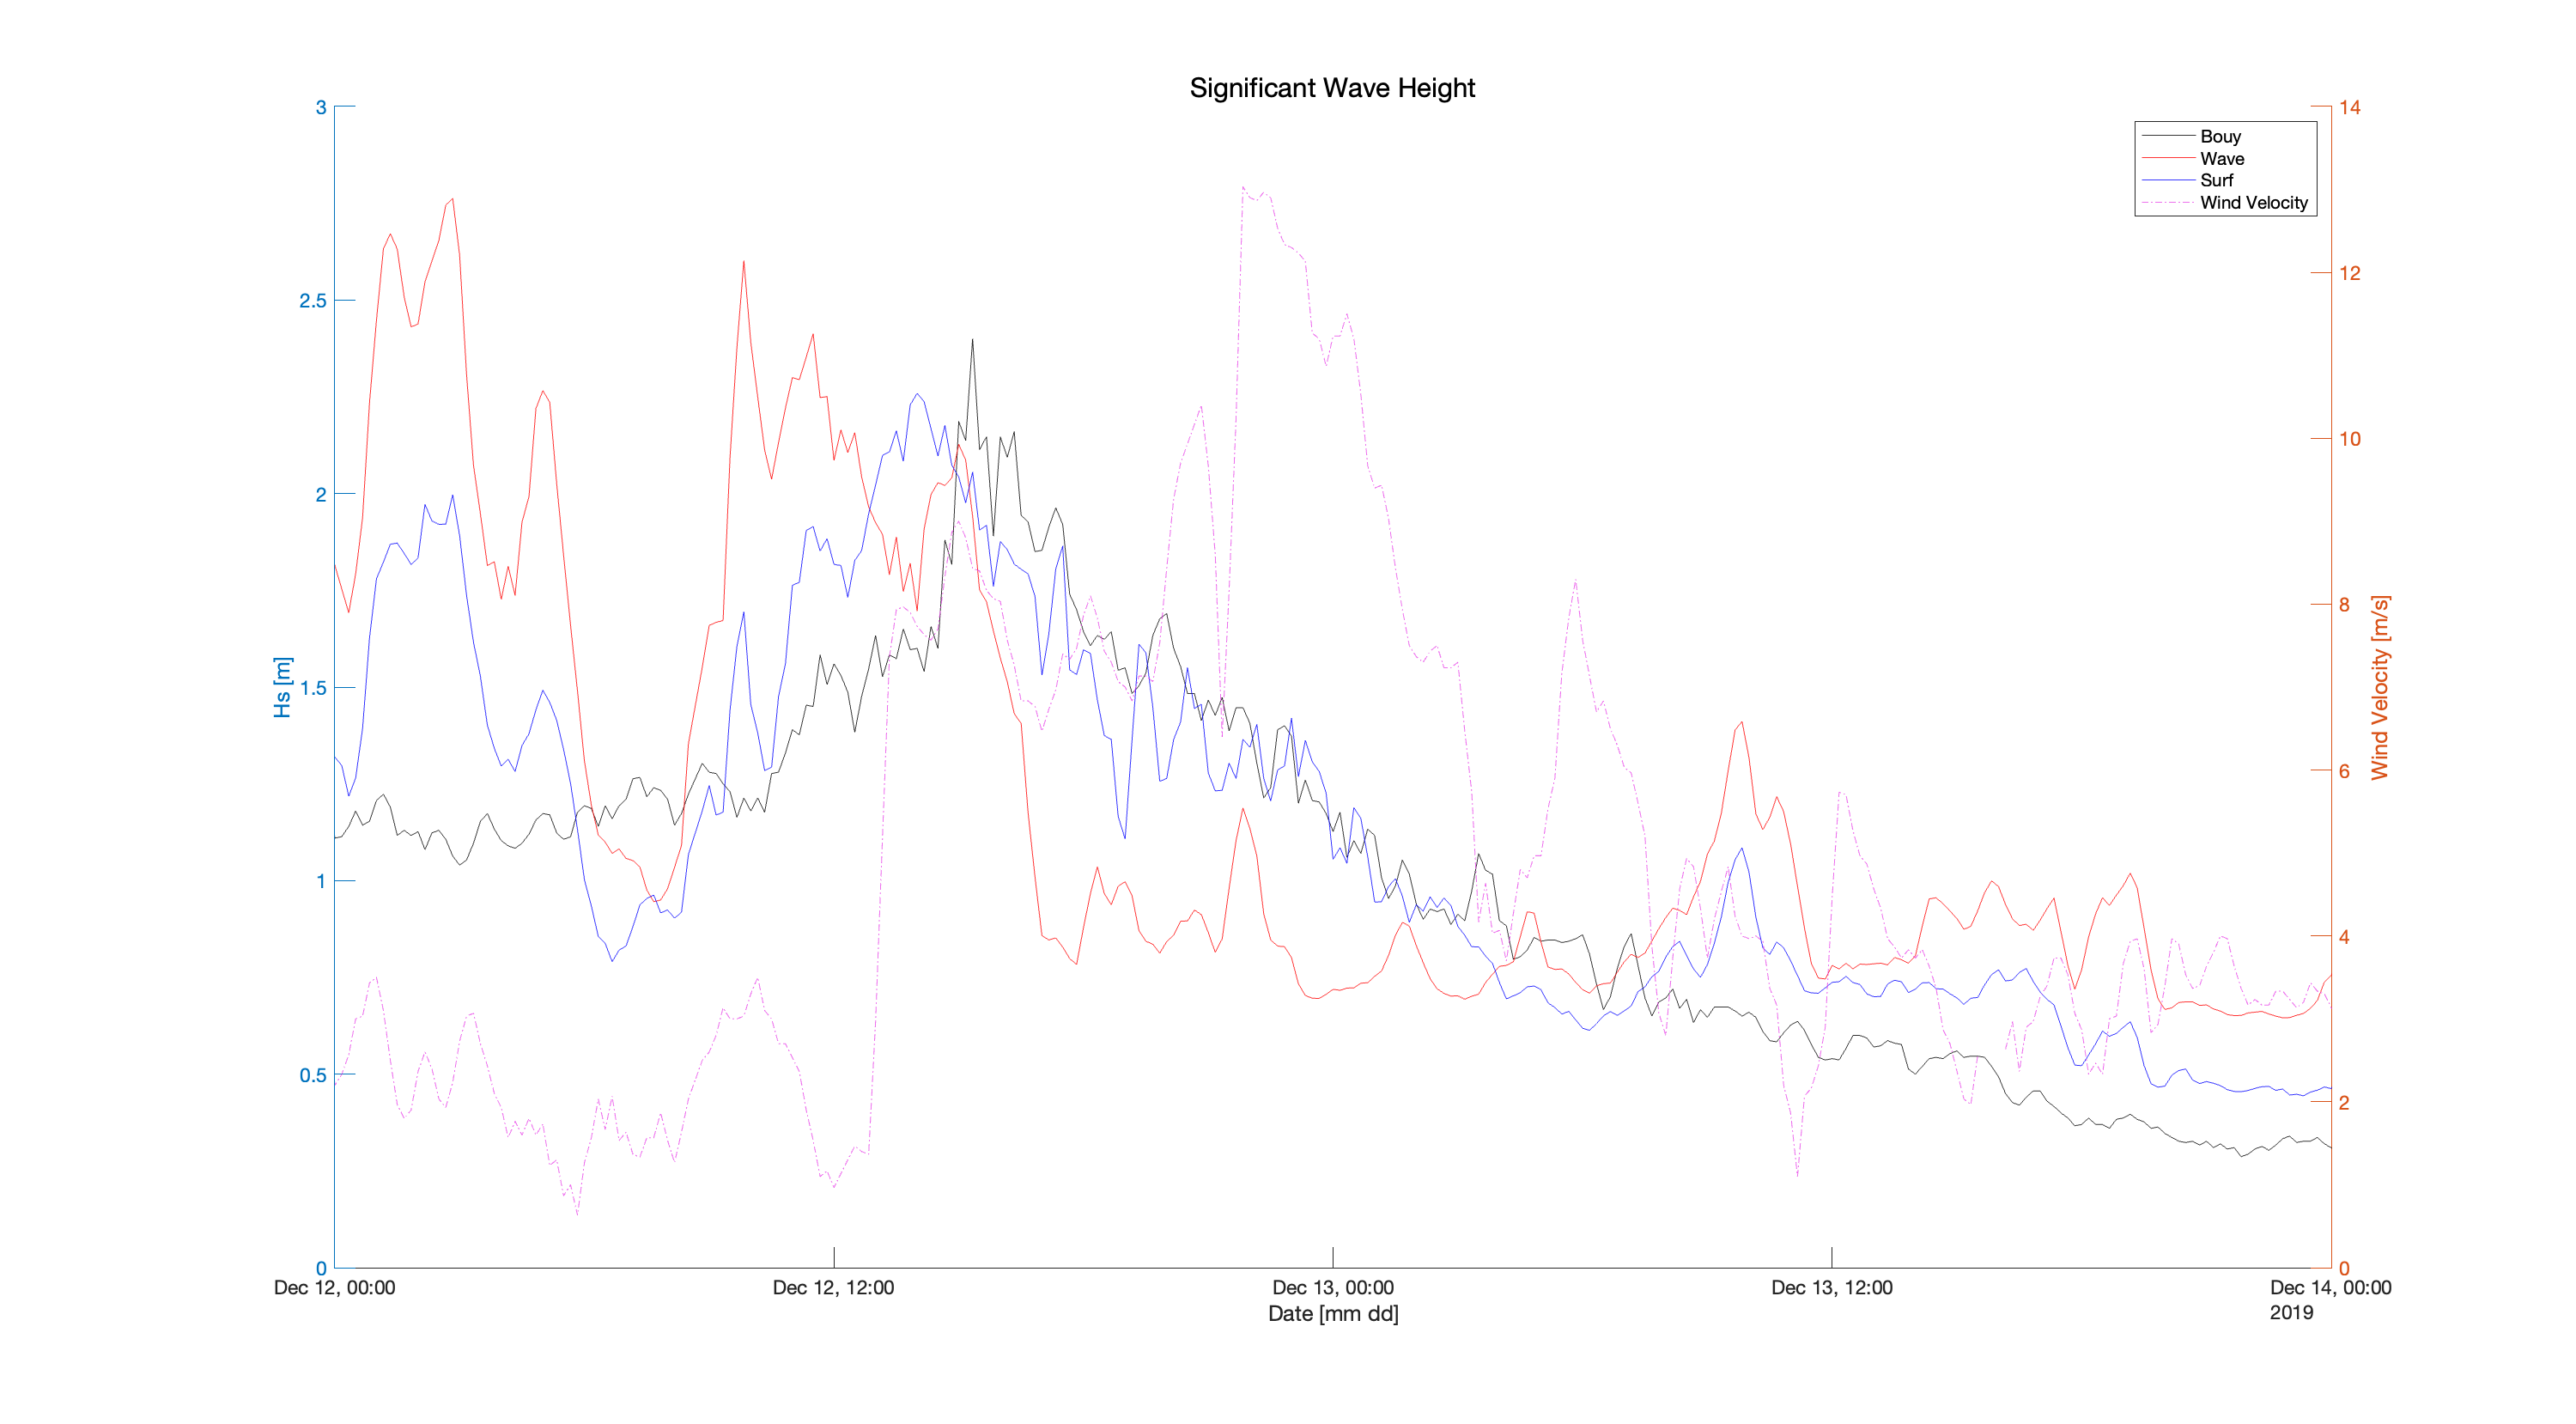 Significant Wave Height
3
2.5
2
1.5
1
0.5
0
Hs [m]
14
12
10
8
6
4
2
0
Wind Velocity [m/s]
Bouy
Wave
Surf
Wind Velocity
Dec 12, 00:00
Dec 12, 12:00
Dec 13, 00:00
Dec 13, 12:00
Dec 14, 00:00
2019
Date [mm dd]